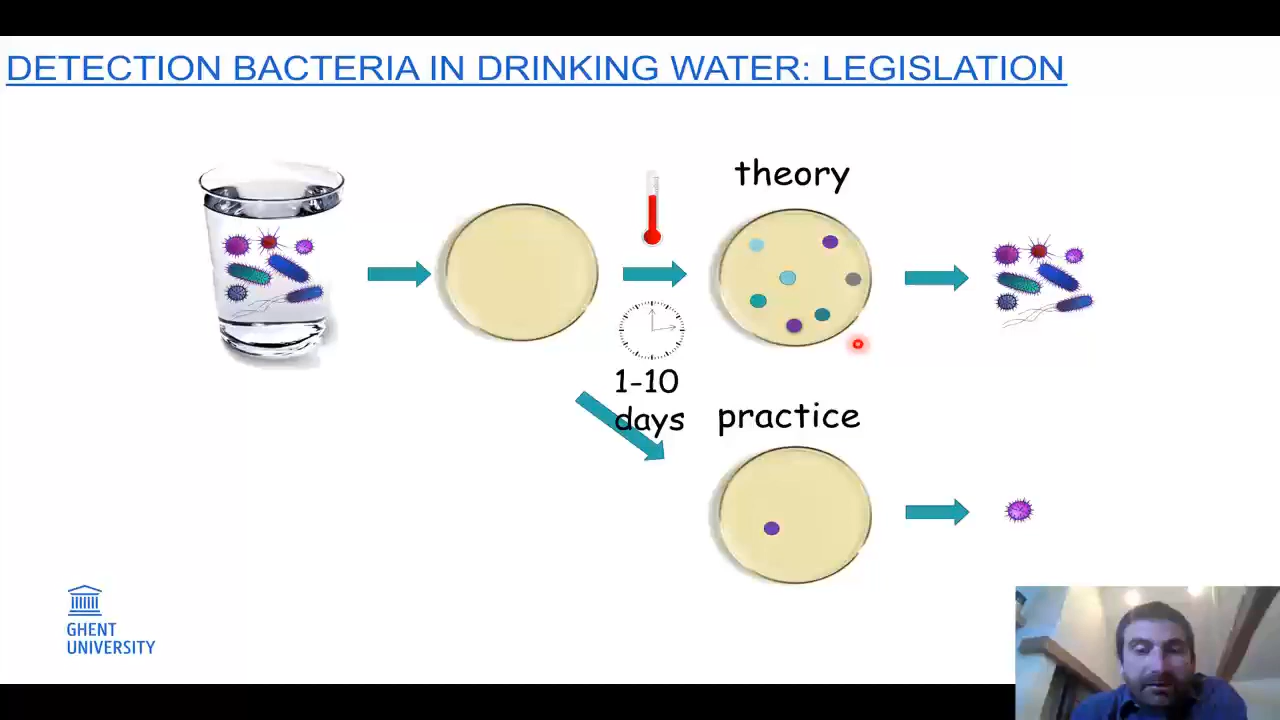 DETECTION BACTERIA IN DRINKING WATER: LEGISLATION
theory
1-10
days
practice
GHENT
UNIVERSITY